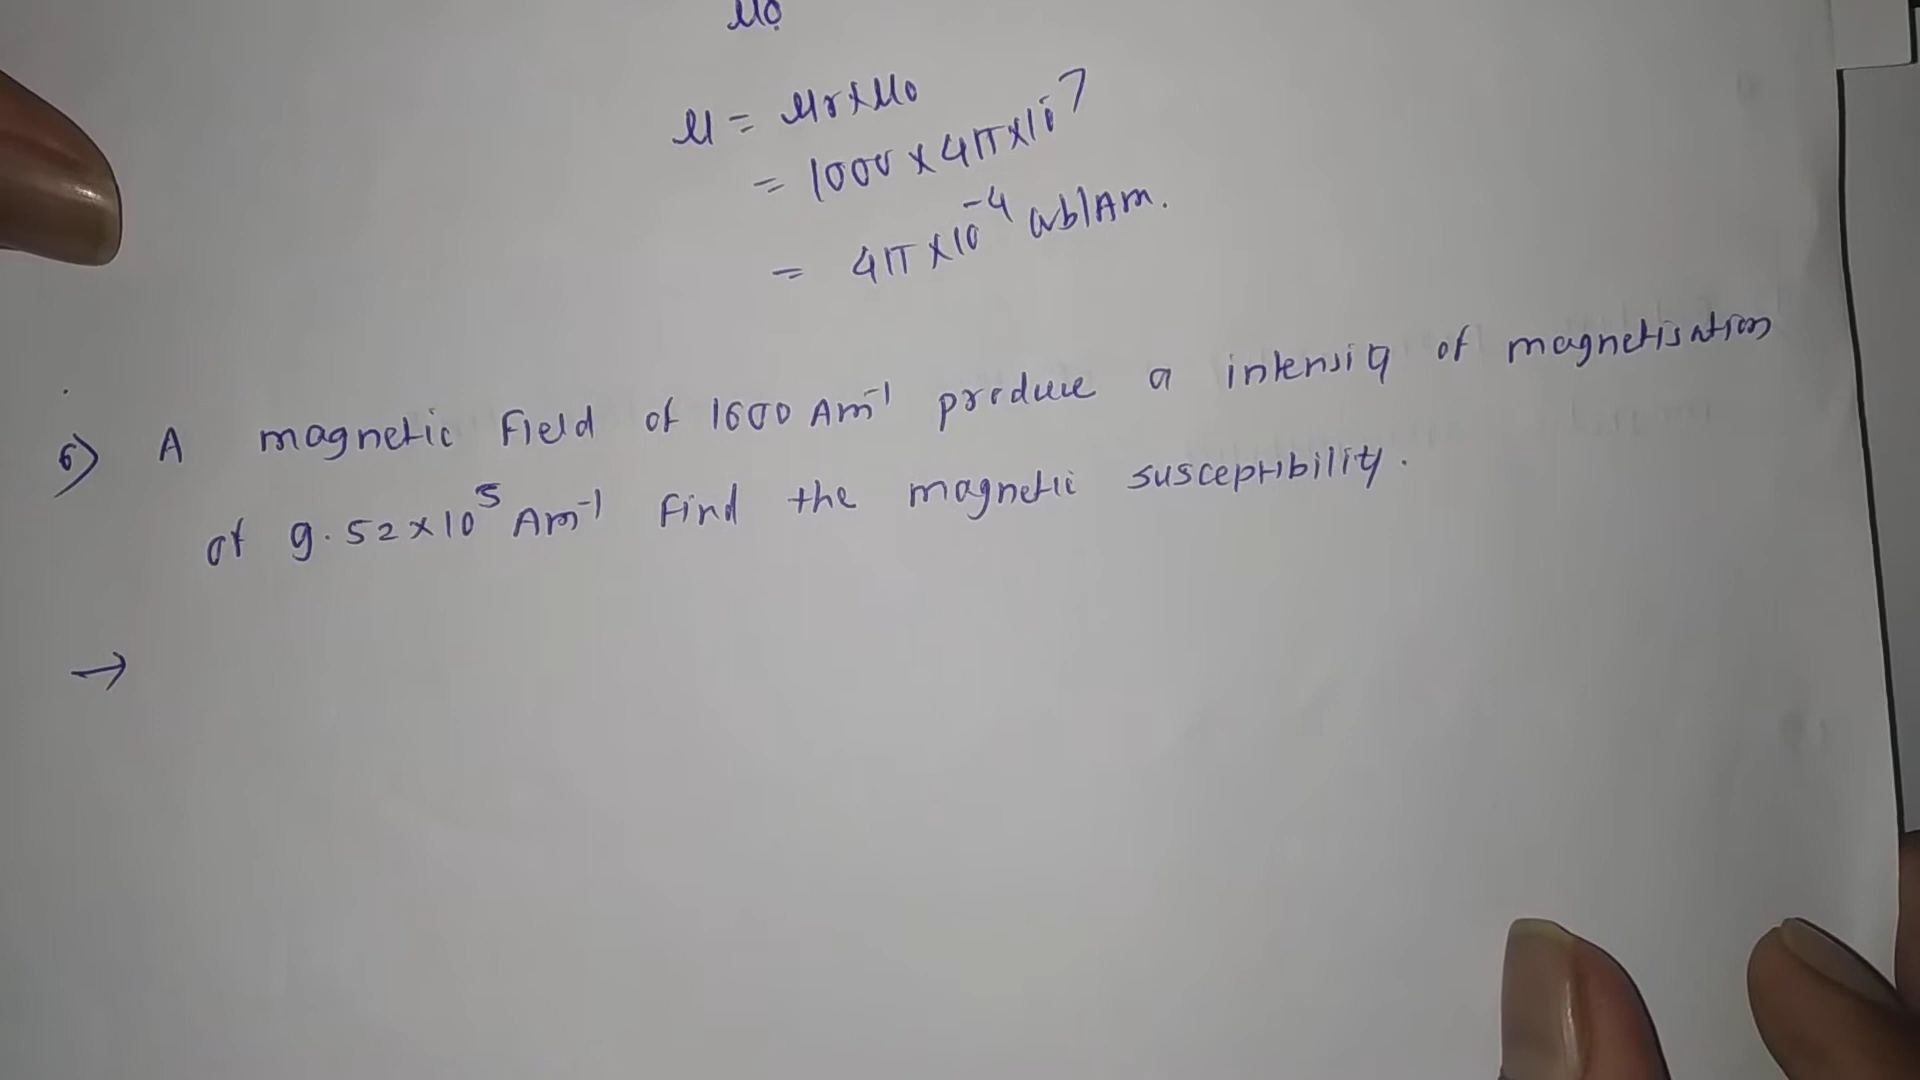 μ0
μ = μr×μ0
= 1000 × 4π×10⁻⁷
= 4π×10⁻⁴ wb/Am.
6) A magnetic field of 1600 Am⁻¹ produce a intensity of magnetisation
of 9.52×10⁵ Am⁻¹ Find the magnetic susceptibility.
→